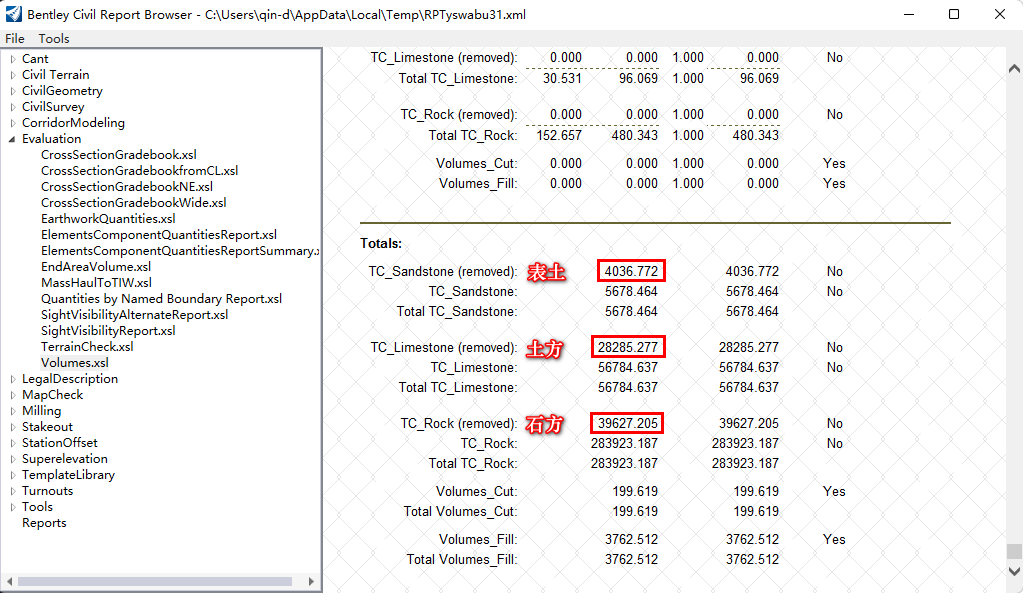 Bentley Civil Report Browser - C:\Users\qin-d\AppData\Local\Temp\RPTyswabu31.xml
File Tools
Cant
Civil Terrain
CivilGeometry
CivilSurvey
CorridorModeling
Evaluation
CrossSectionGradebook.xsl
CrossSectionGradebookfromCL.xsl
CrossSectionGradebookNE.xsl
CrossSectionGradebookWide.xsl
EarthworkQuantities.xsl
ElementsComponentQuantitiesReport.xsl
ElementsComponentQuantitiesReportSummary.x
EndAreaVolume.xsl
MassHaulToTIW.xsl
Quantities by Named Boundary Report.xsl
SightVisibilityAlternateReport.xsl
SightVisibilityReport.xsl
TerrainCheck.xsl
Volumes.xsl
LegalDescription
MapCheck
Milling
Stakeout
StationOffset
Superelevation
TemplateLibrary
Turnouts
Tools
Reports
TC_Limestone (removed): 0.000 0.000 1.000 0.000 No
Total TC_Limestone: 30.531 96.069 1.000 96.069
TC_Rock (removed): 0.000 0.000 1.000 0.000 No
Total TC_Rock: 152.657 480.343 1.000 480.343
Volumes_Cut: 0.000 0.000 1.000 0.000 Yes
Volumes_Fill: 0.000 0.000 1.000 0.000 Yes
Totals:
TC_Sandstone (removed): 表土 4036.772 4036.772 No
TC_Sandstone: 5678.464 5678.464 No
Total TC_Sandstone: 5678.464 5678.464
TC_Limestone (removed): 土方 28285.277 28285.277 No
TC_Limestone: 56784.637 56784.637 No
Total TC_Limestone: 56784.637 56784.637
TC_Rock (removed): 石方 39627.205 39627.205 No
TC_Rock: 283923.187 283923.187 No
Total TC_Rock: 283923.187 283923.187
Volumes_Cut: 199.619 199.619 Yes
Total Volumes_Cut: 199.619 199.619
Volumes_Fill: 3762.512 3762.512 Yes
Total Volumes_Fill: 3762.512 3762.512